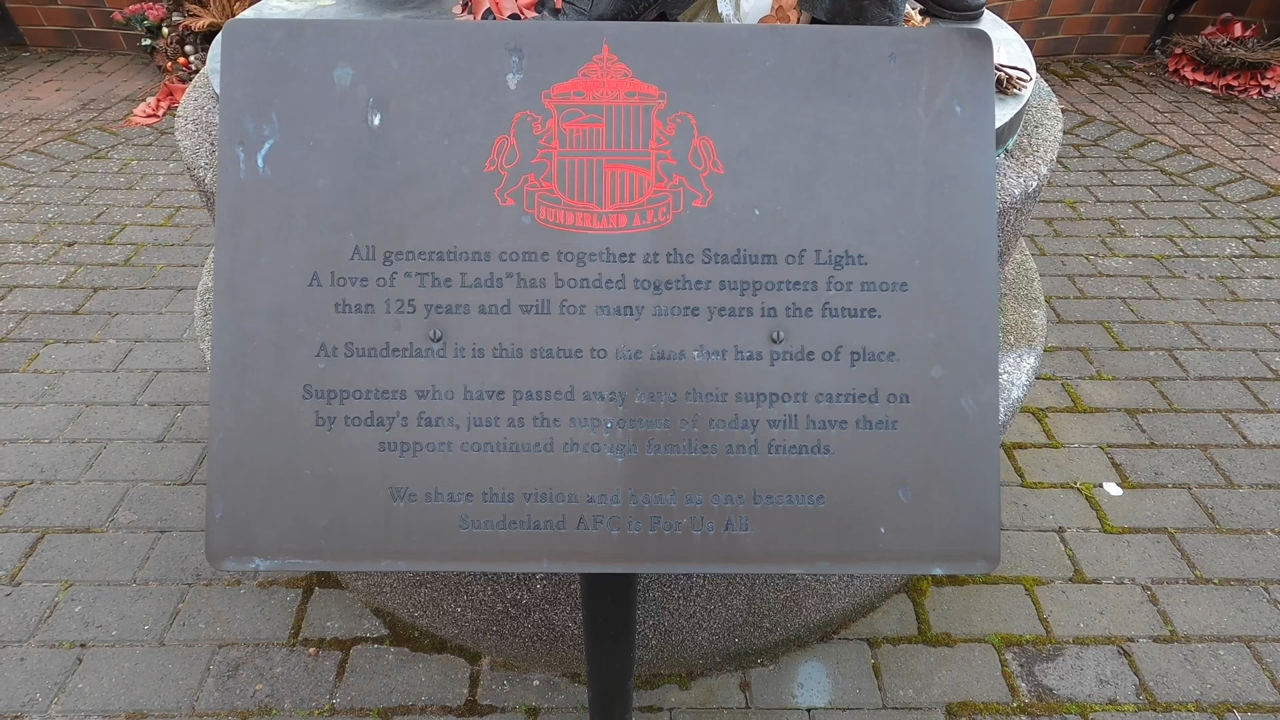 SUNDERLAND A.F.C.
All generations come together at the Stadium of Light.
A love of “The Lads” has bonded together supporters for more
than 125 years and will for many more years in the future.
At Sunderland it is this statue to the fans that has pride of place.
Supporters who have passed away have their support carried on
by today's fans, just as the supporters of today will have their
support continued through families and friends.
We share this vision and bond as one because
Sunderland AFC is For Us All.